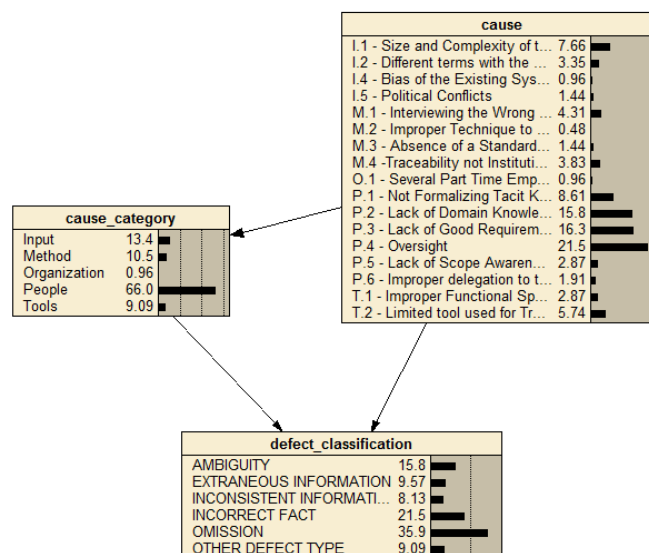 cause
I.1 - Size and Complexity of t... 7.66
I.2 - Different terms with the ... 3.35
I.4 - Bias of the Existing Sys... 0.96
I.5 - Political Conflicts 1.44
M.1 - Interviewing the Wrong ... 4.31
M.2 - Improper Technique to ... 0.48
M.3 - Absence of a Standard... 1.44
M.4 -Traceability not Instituti... 3.83
O.1 - Several Part Time Emp... 0.96
P.1 - Not Formalizing Tacit K... 8.61
P.2 - Lack of Domain Knowle... 15.8
P.3 - Lack of Good Requirem... 16.3
P.4 - Oversight 21.5
P.5 - Lack of Scope Awaren... 2.87
P.6 - Improper delegation to t... 1.91
T.1 - Improper Functional Sp... 2.87
T.2 - Limited tool used for Tr... 5.74
cause_category
Input 13.4
Method 10.5
Organization 0.96
People 66.0
Tools 9.09
defect_classification
AMBIGUITY 15.8
EXTRANEOUS INFORMATION 9.57
INCONSISTENT INFORMATI... 8.13
INCORRECT FACT 21.5
OMISSION 35.9
OTHER DEFECT TYPE 9.09